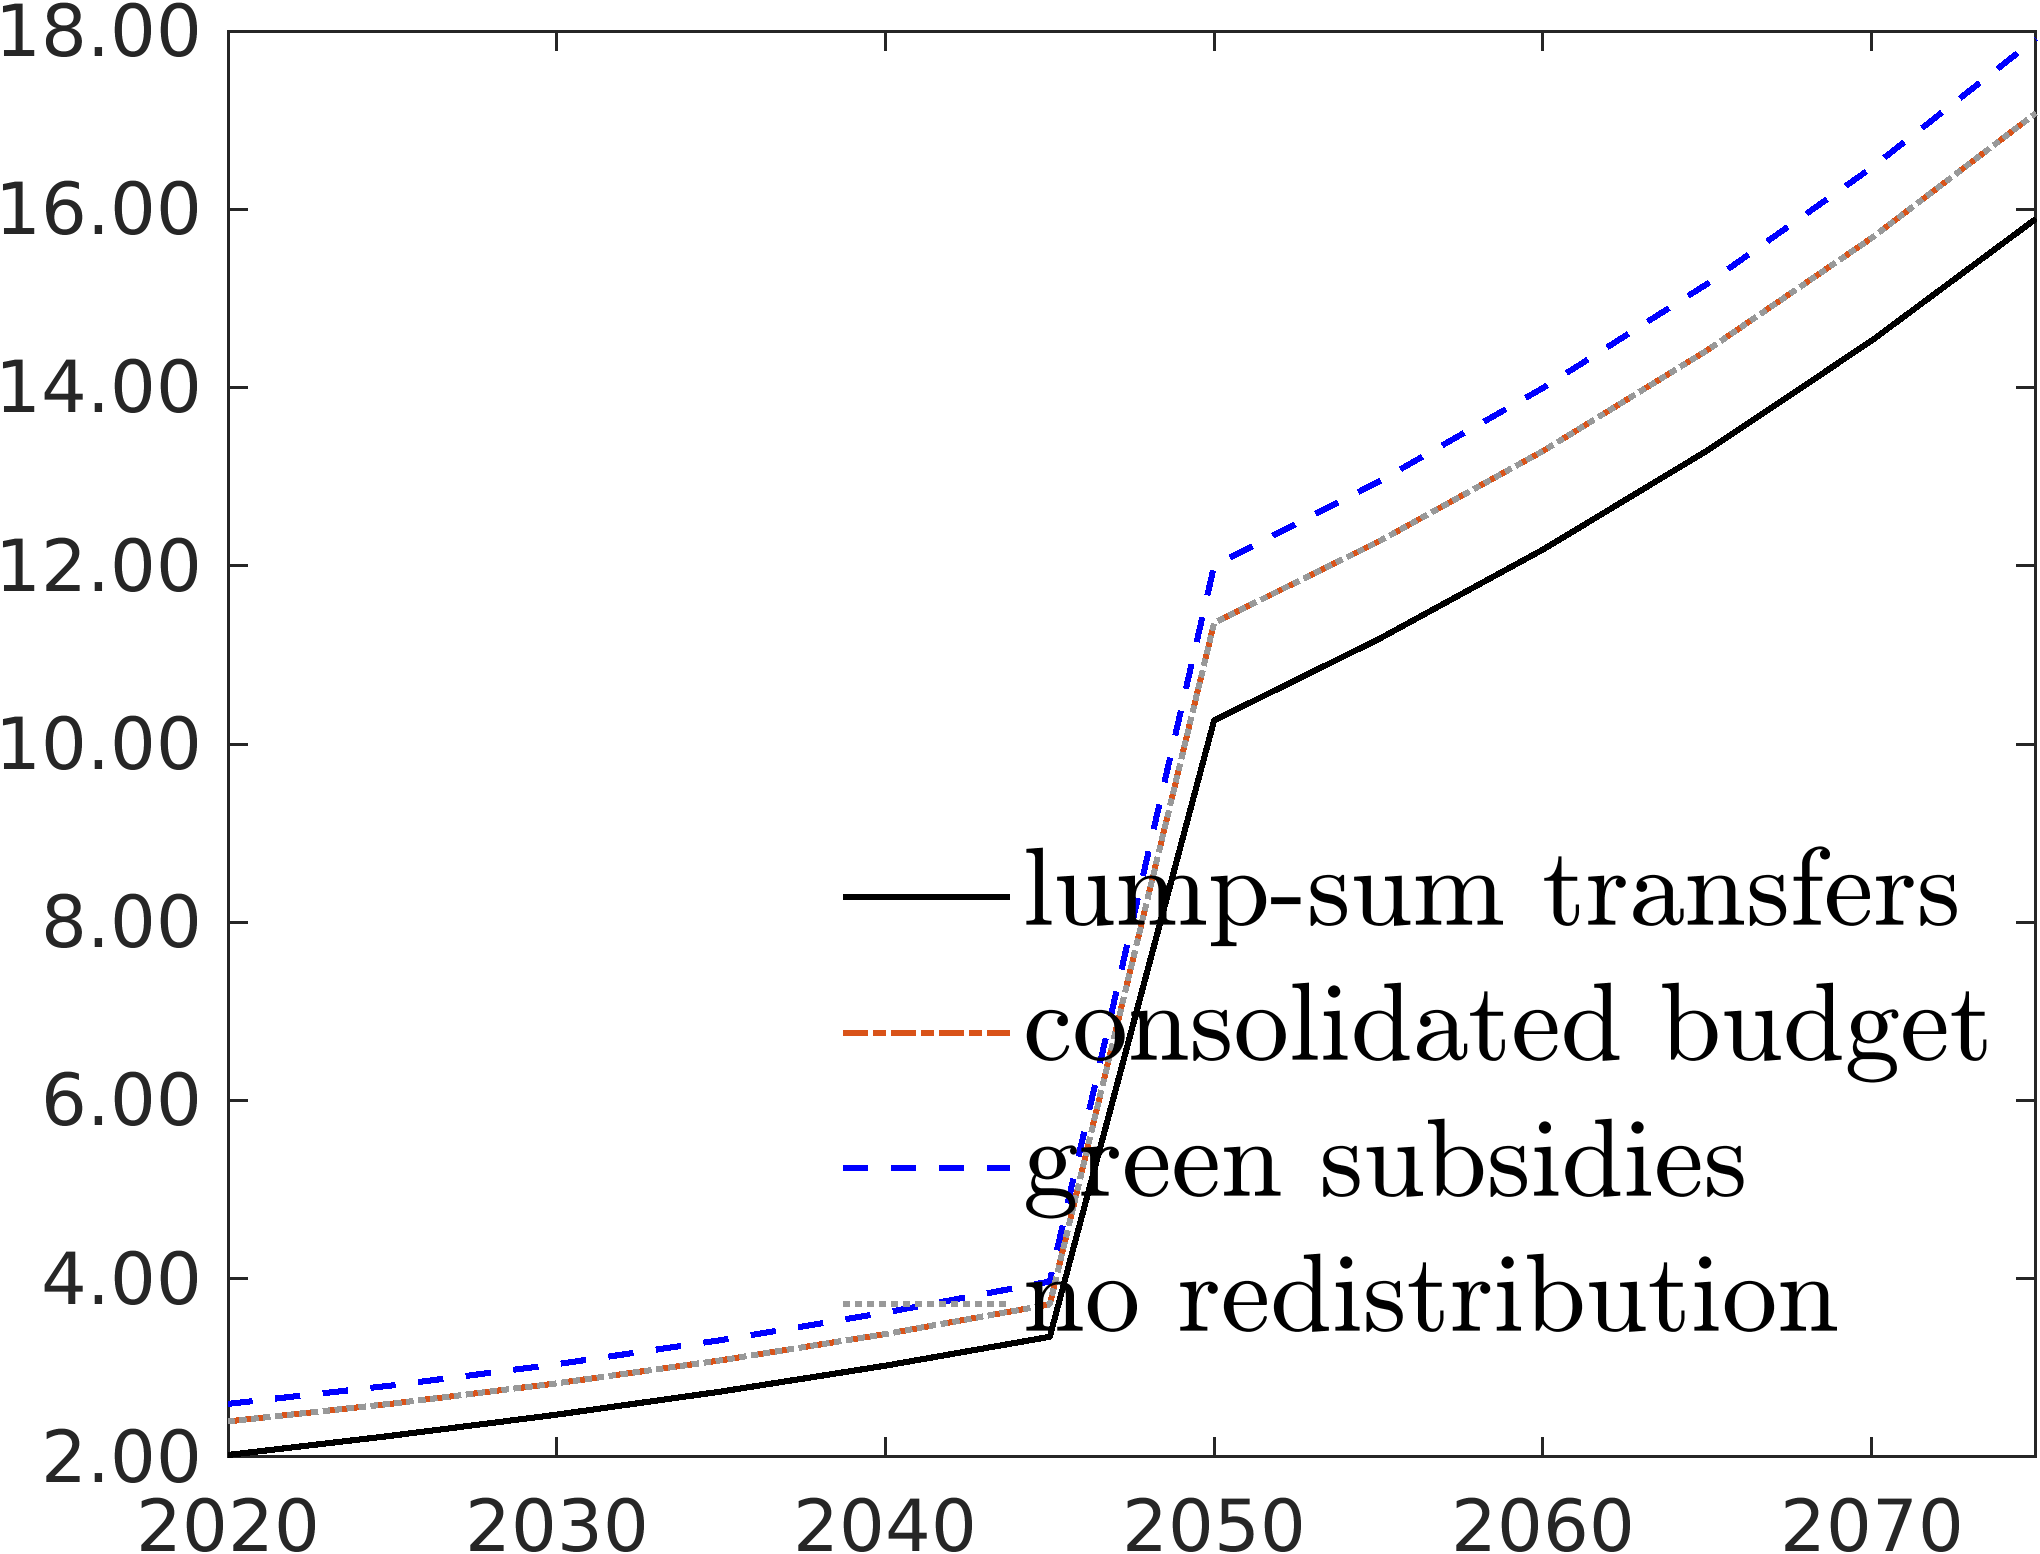 18.00
16.00
14.00
12.00
10.00
8.00
6.00
4.00
2.00
lump-sum transfers
consolidated budget
green subsidies
no redistribution
2020 2030 2040 2050 2060 2070